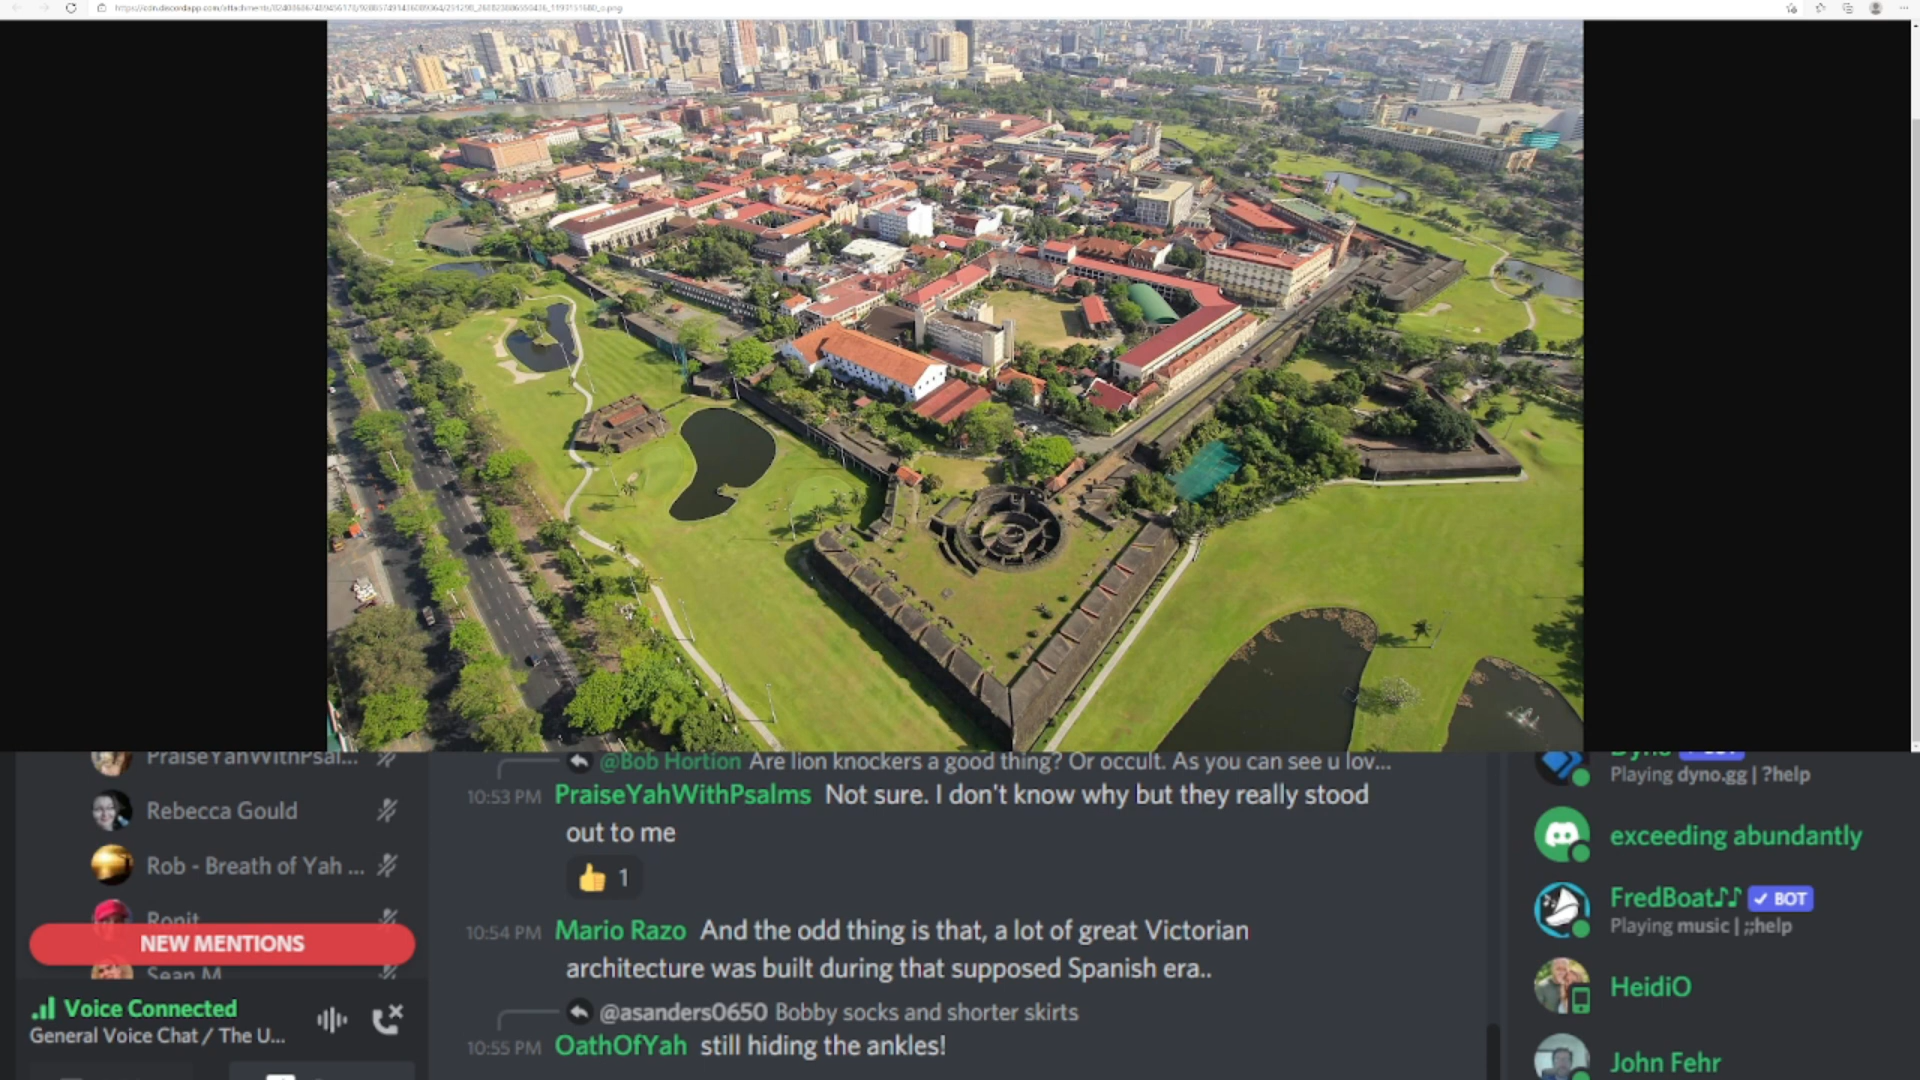 PraiseYahWithPsal...
Rebecca Gould
Rob - Breath of Yah ...
Ronit
NEW MENTIONS
Sean M
Voice Connected
General Voice Chat / The U...
@Bob Hortion Are lion knockers a good thing? Or occult. As you can see u lov...
10:53 PM PraiseYahWithPsalms Not sure. I don't know why but they really stood
out to me
1
10:54 PM Mario Razo And the odd thing is that, a lot of great Victorian
architecture was built during that supposed Spanish era..
@asanders0650 Bobby socks and shorter skirts
10:55 PM OathOfYah still hiding the ankles!
Dyno BOT
Playing dyno.gg | ?help
exceeding abundantly
FredBoat♪♪ BOT
Playing music | ;;help
HeidiO
John Fehr